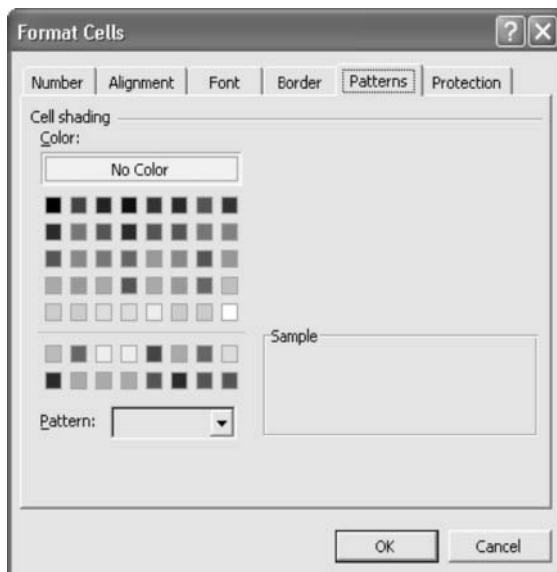 Format Cells
Number Alignment Font Border Patterns Protection
Cell shading
Color:
No Color
Sample
Pattern:
OK Cancel